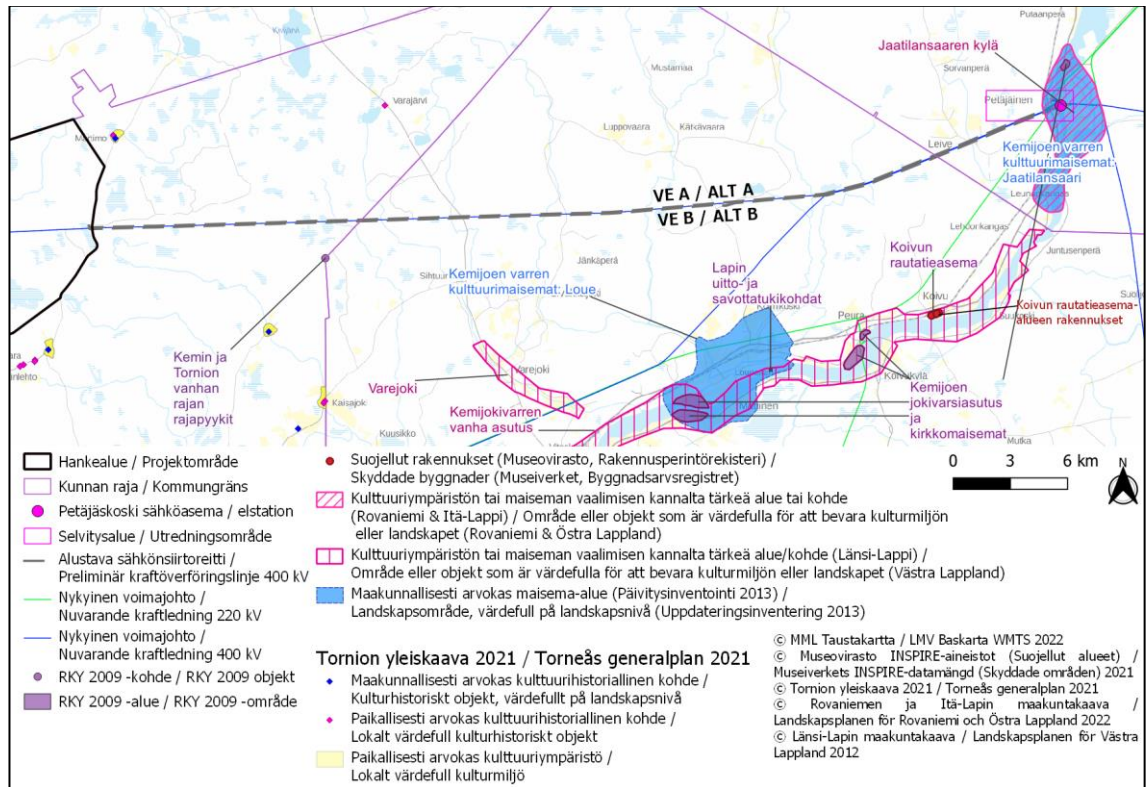 Putaanperä
Jaatilansaaren kylä
Sorvanperä
Mustamaa
Varajärvi
Petäjäinen
Luppovaara
Kätkävaara
Leive
Kemijoen varren
kulttuurimaisemat:
Jaatilansaari
VE A / ALT A
VE B / ALT B
Koivun
rautatieasema
Juntusenperä
Jänkäperä
Kemijoen varren
kulttuurimaisemat: Loue
Lapin
uitto- ja
savottatukikohdat
Koivu
Koivun rautatieasema-
alueen rakennukset
Peura
Kemin ja
Tornion
vanhan
rajan
rajapyykit
Varejoki
Varejoki
Kaisajoki
Kemijokivarren
vanha asutus
Kuusikko
Koivukylä
Kemijoen
jokivarsiasutus
ja
kirkkomaisemat
Mutka
Hankealue / Projektområde
Kunnan raja / Kommungräns
Petäjäskoski sähköasema / elstation
Selvitysalue / Utredningsområde
Alustava sähkönsiirtoreitti /
Preliminär kraftöverföringslinje 400 kV
Nykyinen voimajohto /
Nuvarande kraftledning 220 kV
Nykyinen voimajohto /
Nuvarande kraftledning 400 kV
RKY 2009 -kohde / RKY 2009 objekt
RKY 2009 -alue / RKY 2009 -område
Suojellut rakennukset (Museovirasto, Rakennusperintörekisteri) /
Skyddade byggnader (Museiverket, Byggnadsarvsregistret)
Kulttuuriympäristön tai maiseman vaalimisen kannalta tärkeä alue tai kohde
(Rovaniemi & Itä-Lappi) / Område eller objekt som är värdefulla för att bevara kulturmiljön
eller landskapet (Rovaniemi & Östra Lappland)
Kulttuuriympäristön tai maiseman vaalimisen kannalta tärkeä alue/kohde (Länsi-Lappi) /
Område eller objekt som är värdefulla för att bevara kulturmiljön eller landskapet (Västra Lappland)
Maakunnallisesti arvokas maisema-alue (Päivitysinventointi 2013) /
Landskapsområde, värdefull på landskapsnivå (Uppdateringsinventering 2013)
Tornion yleiskaava 2021 / Torneås generalplan 2021
Maakunnallisesti arvokas kulttuurihistoriallinen kohde /
Kulturhistoriskt objekt, värdefullt på landskapsnivå
Paikallisesti arvokas kulttuurihistoriallinen kohde /
Lokalt värdefull kulturhistoriskt objekt
Paikallisesti arvokas kulttuuriympäristo /
Lokalt värdefull kulturmiljö
0 3 6 km
N
© MML Taustakartta / LMV Baskarta WMTS 2022
© Museovirasto INSPIRE-aineistot (Suojellut alueet) /
Museiverkets INSPIRE-datamängd (Skyddade områden) 2021
© Tornion yleiskaava 2021 / Torneås generalplan 2021
© Rovaniemen ja Itä-Lapin maakuntakaava /
Landskapsplanen för Rovaniemi och Östra Lappland 2022
© Länsi-Lapin maakuntakaava / Landskapsplanen för Västra
Lappland 2012